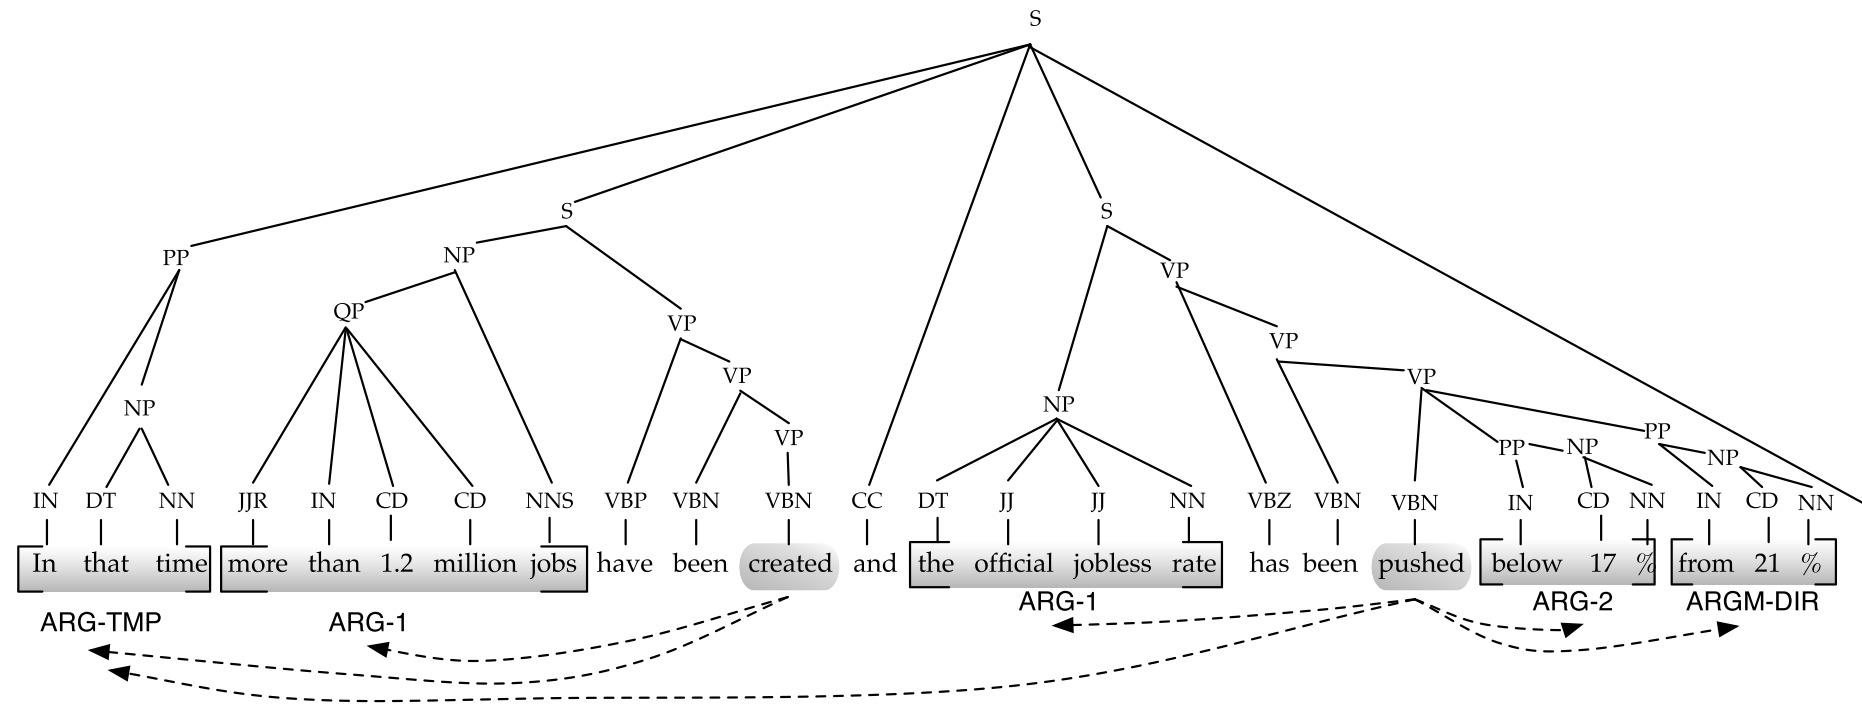 S
S S
PP NP VP
QP
VP VP
VP VP
NP NP VP
PP NP PP NP
IN DT NN JJR IN CD CD NNS VBP VBN VBN CC DT JJ JJ NN VBZ VBN VBN IN CD NN IN CD NN
In that time more than 1.2 million jobs have been created and the official jobless rate has been pushed below 17 % from 21 %
ARG-TMP ARG-1 ARG-1 ARG-2 ARGM-DIR